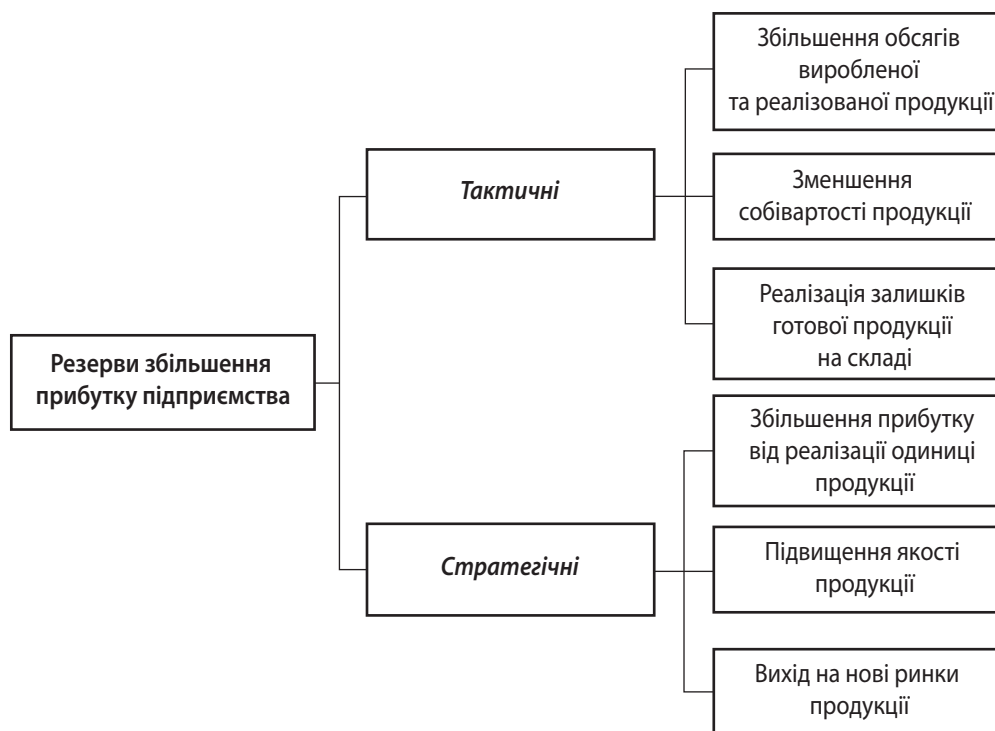 Резерви збільшення
прибутку підприємства
Тактичні
Збільшення обсягів
виробленої
та реалізованої продукції
Зменшення
собівартості продукції
Реалізація залишків
готової продукції
на складі
Стратегічні
Збільшення прибутку
від реалізації одиниці
продукції
Підвищення якості
продукції
Вихід на нові ринки
продукції